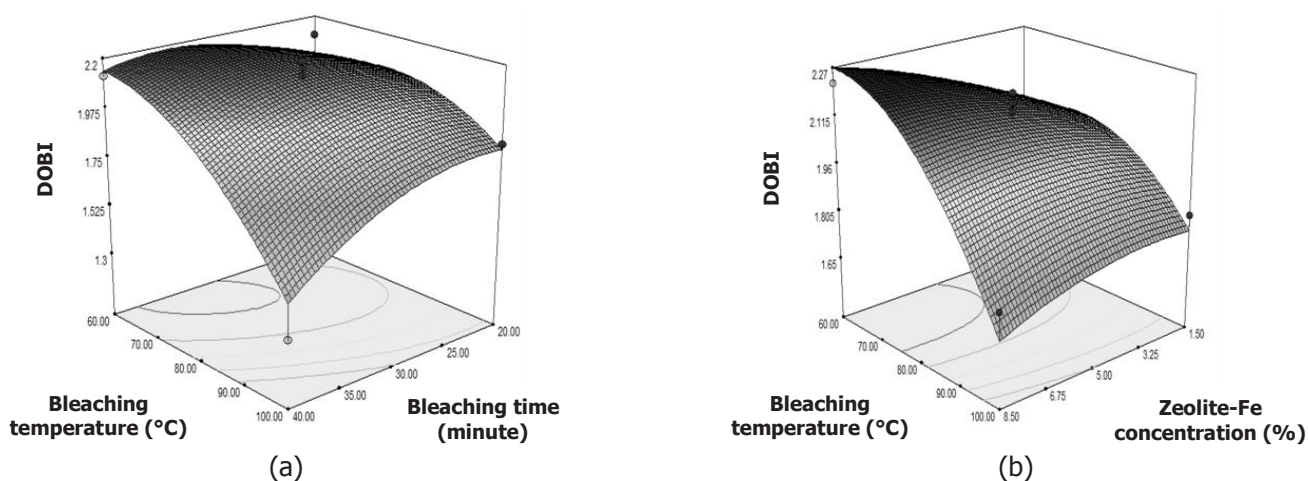 2.2
1.975
1.75
1.525
1.3
DOBI
60.00
70.00
80.00
90.00
100.00
40.00
35.00
30.00
25.00
20.00
Bleaching
temperature (°C)
Bleaching time
(minute)
(a)
2.27
2.115
1.96
1.805
1.65
DOBI
60.00
70.00
80.00
90.00
100.00
8.50
6.75
5.00
3.25
1.50
Bleaching
temperature (°C)
Zeolite-Fe
concentration (%)
(b)